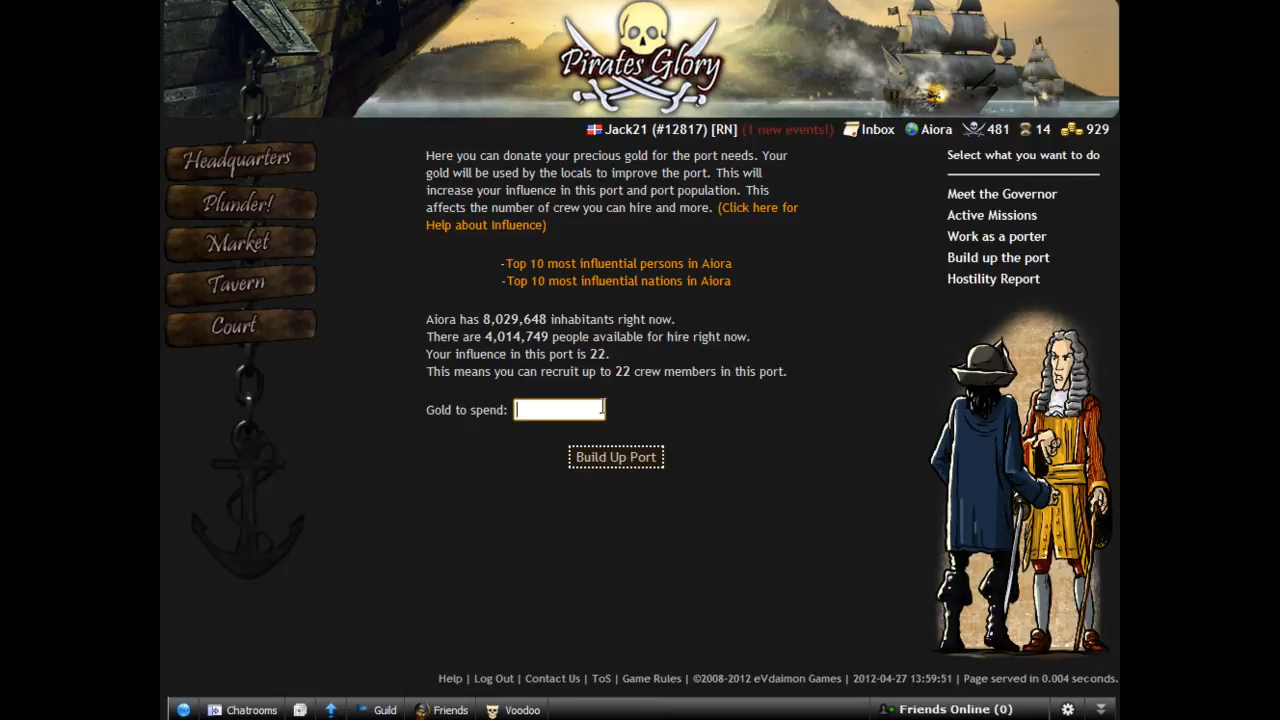 Pirates Glory
Jack21 (#12817) [RN] (1 new events!) Inbox Aiora 481 14 929
Headquarters
Plunder!
Market
Tavern
Court
Here you can donate your precious gold for the port needs. Your
gold will be used by the locals to improve the port. This will
increase your influence in this port and port population. This
affects the number of crew you can hire and more. (Click here for
Help about Influence)
-Top 10 most influential persons in Aiora
-Top 10 most influential nations in Aiora
Aiora has 8,029,648 inhabitants right now.
There are 4,014,749 people available for hire right now.
Your influence in this port is 22.
This means you can recruit up to 22 crew members in this port.
Gold to spend:
Build Up Port
Select what you want to do
Meet the Governor
Active Missions
Work as a porter
Build up the port
Hostility Report
Help | Log Out | Contact Us | ToS | Game Rules | ©2008-2012 eVdaimon Games | 2012-04-27 13:59:51 | Page served in 0.004 seconds.
Chatrooms Guild Friends Voodoo Friends Online (0)